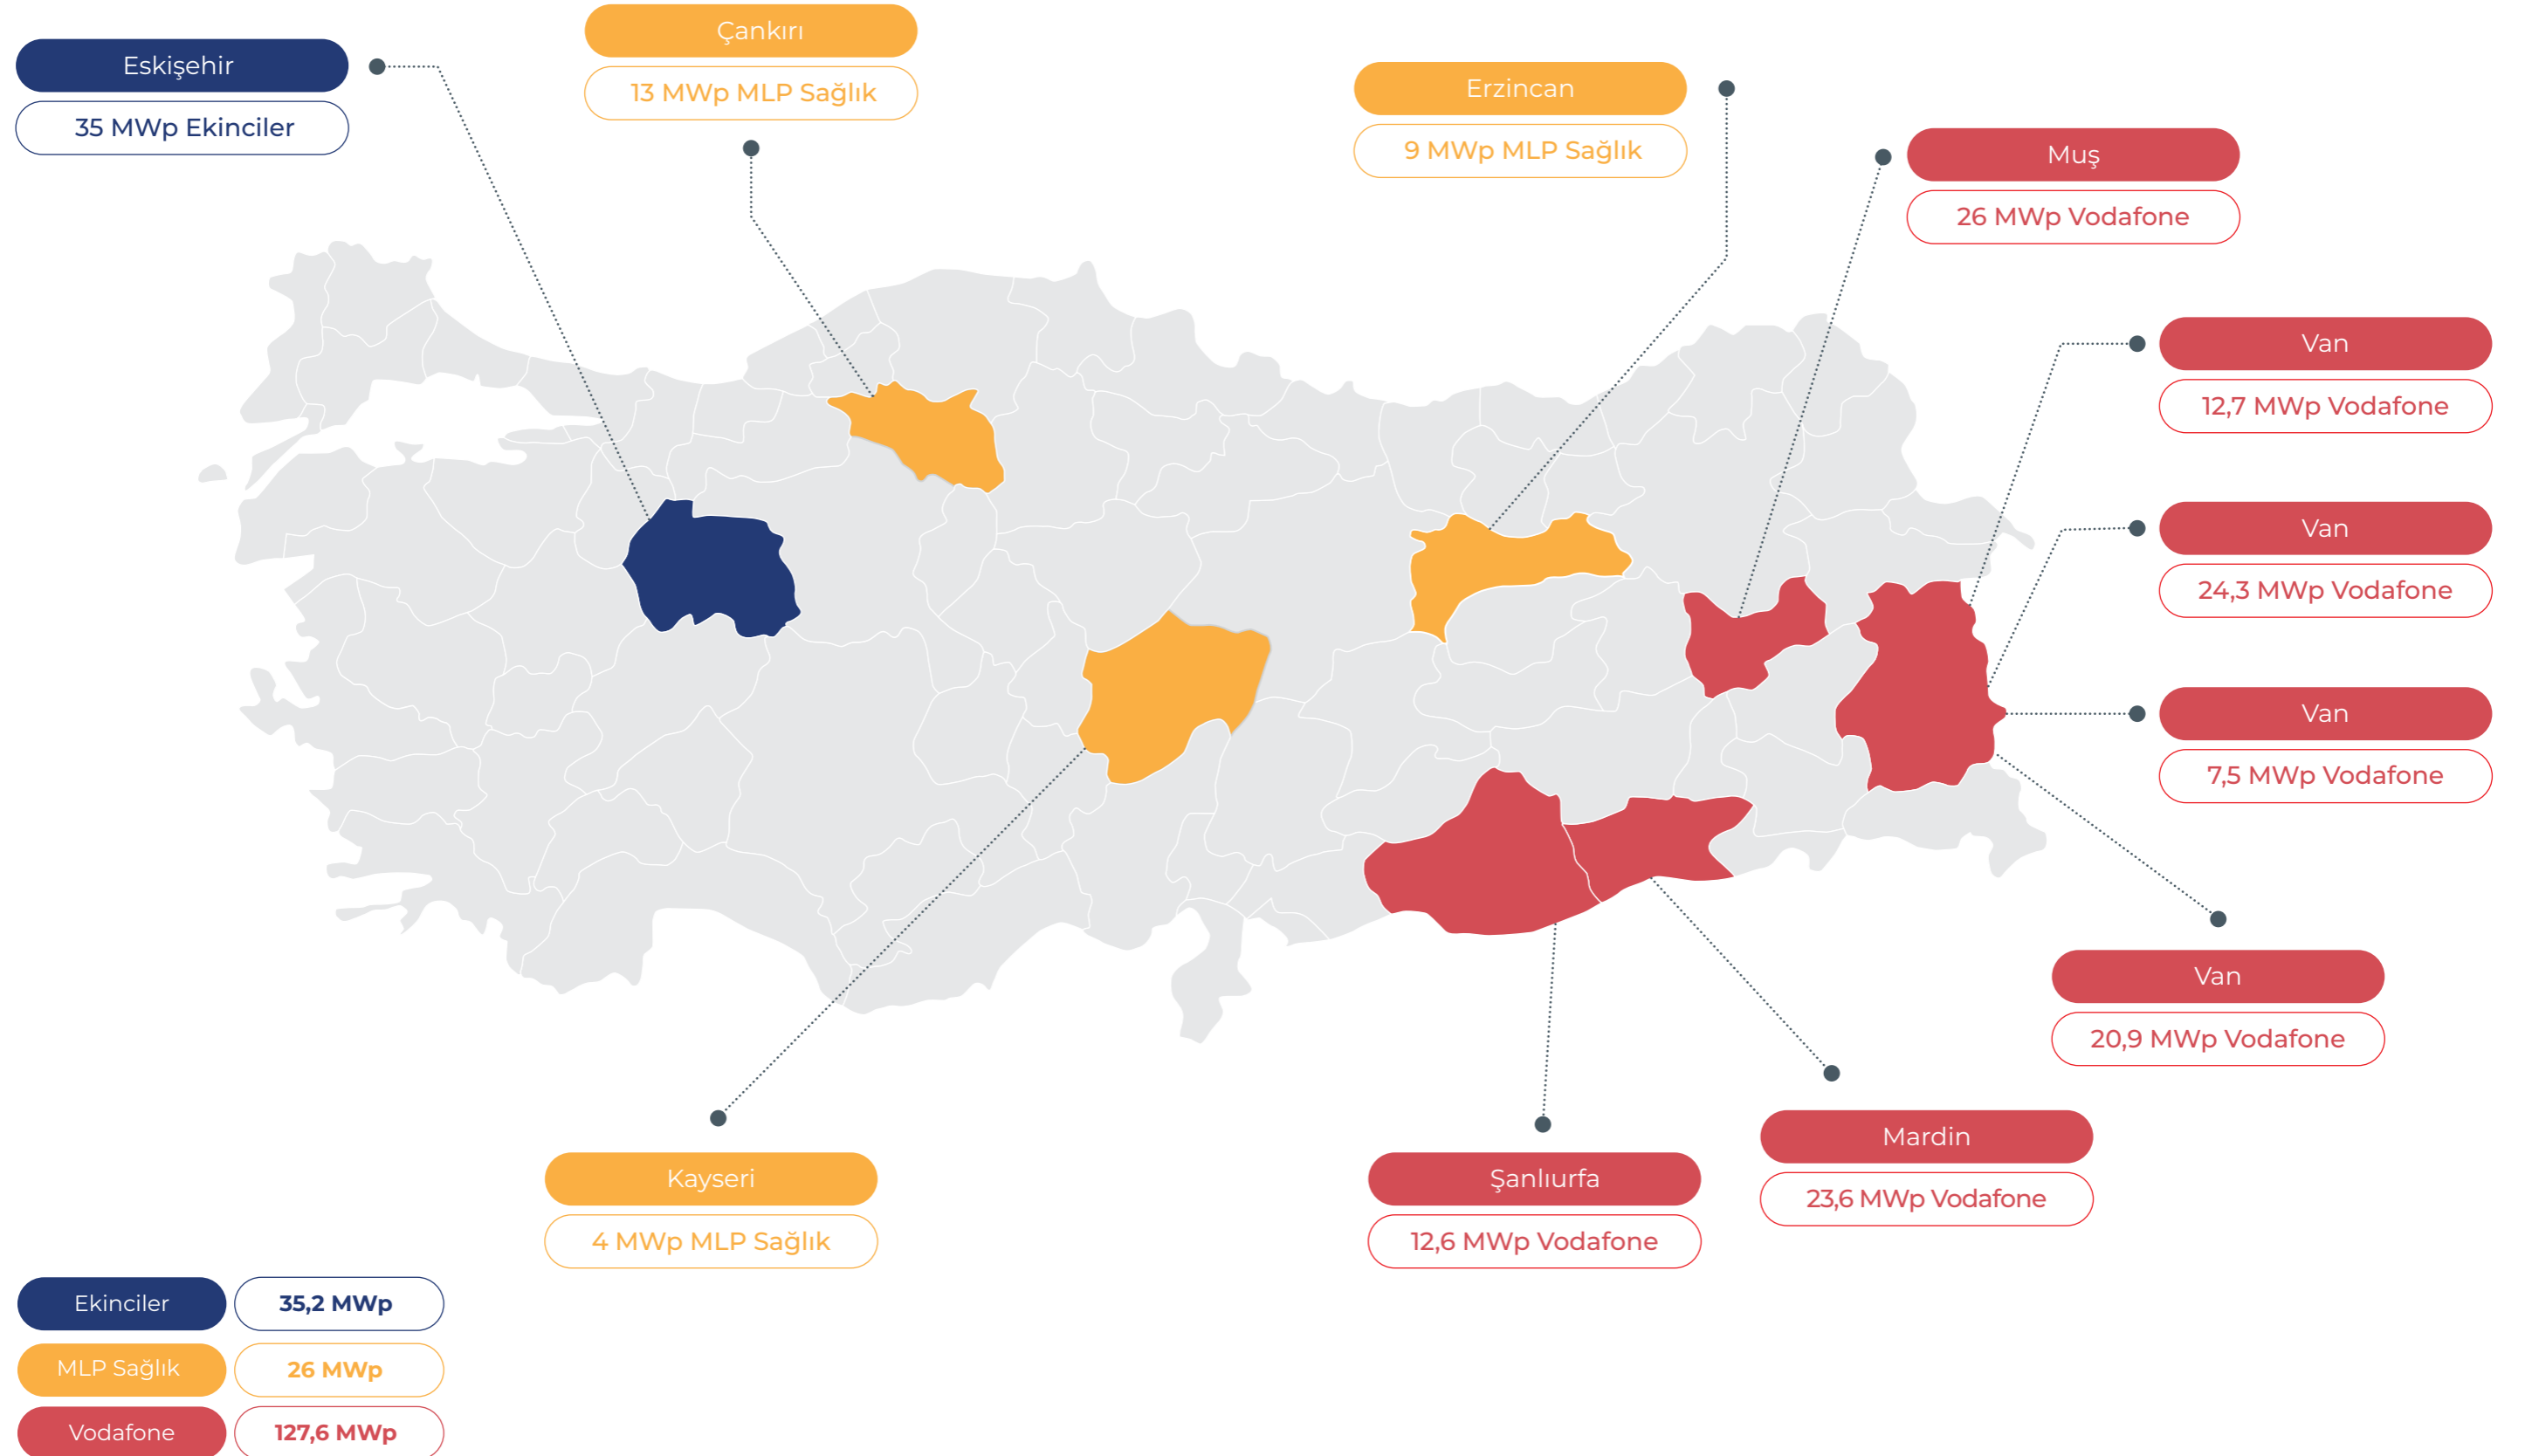 Eskişehir
35 MWp Ekinciler
Çankırı
13 MWp MLP Sağlık
Erzincan
9 MWp MLP Sağlık
Muş
26 MWp Vodafone
Van
12,7 MWp Vodafone
Van
24,3 MWp Vodafone
Van
7,5 MWp Vodafone
Van
20,9 MWp Vodafone
Mardin
23,6 MWp Vodafone
Şanlıurfa
12,6 MWp Vodafone
Kayseri
4 MWp MLP Sağlık
Ekinciler
35,2 MWp
MLP Sağlık
26 MWp
Vodafone
127,6 MWp